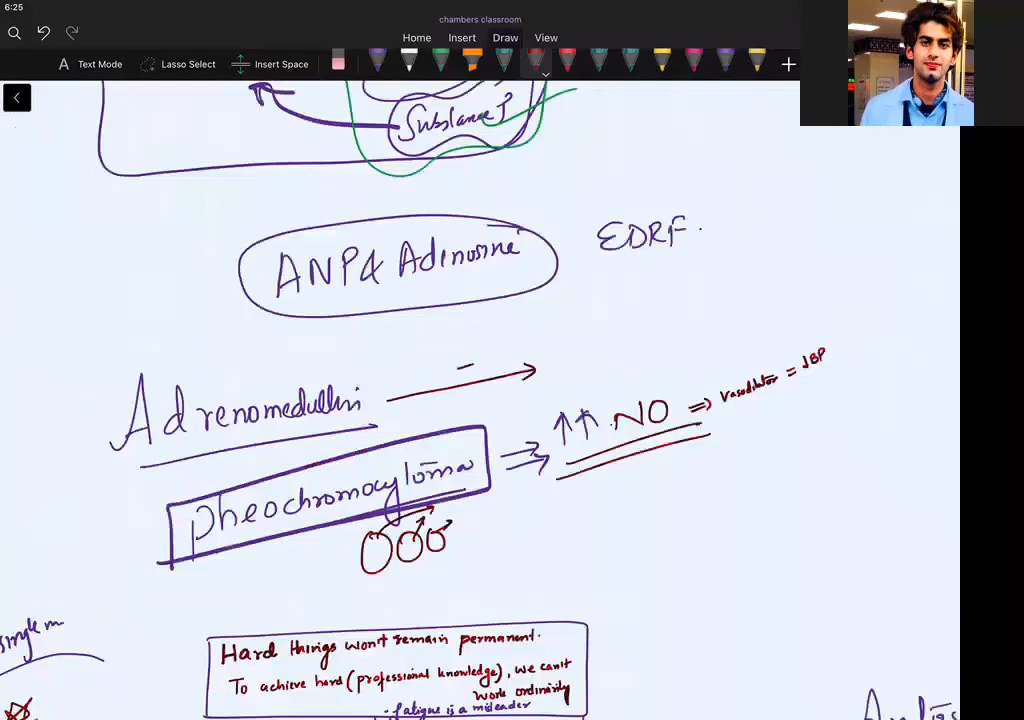 6:25
chambers classroom
Home Insert Draw View
Text Mode Lasso Select Insert Space
Substance P
ANP & Adinosine
EDRF.
Adrenomedullin
Pheochromocytoma
↑↑ NO ⇒ vasodilator = ↓BP
Hard things won't remain permanent.
To achieve hard (professional knowledge), we can't
work ordinarily
- fatigue is a misleader